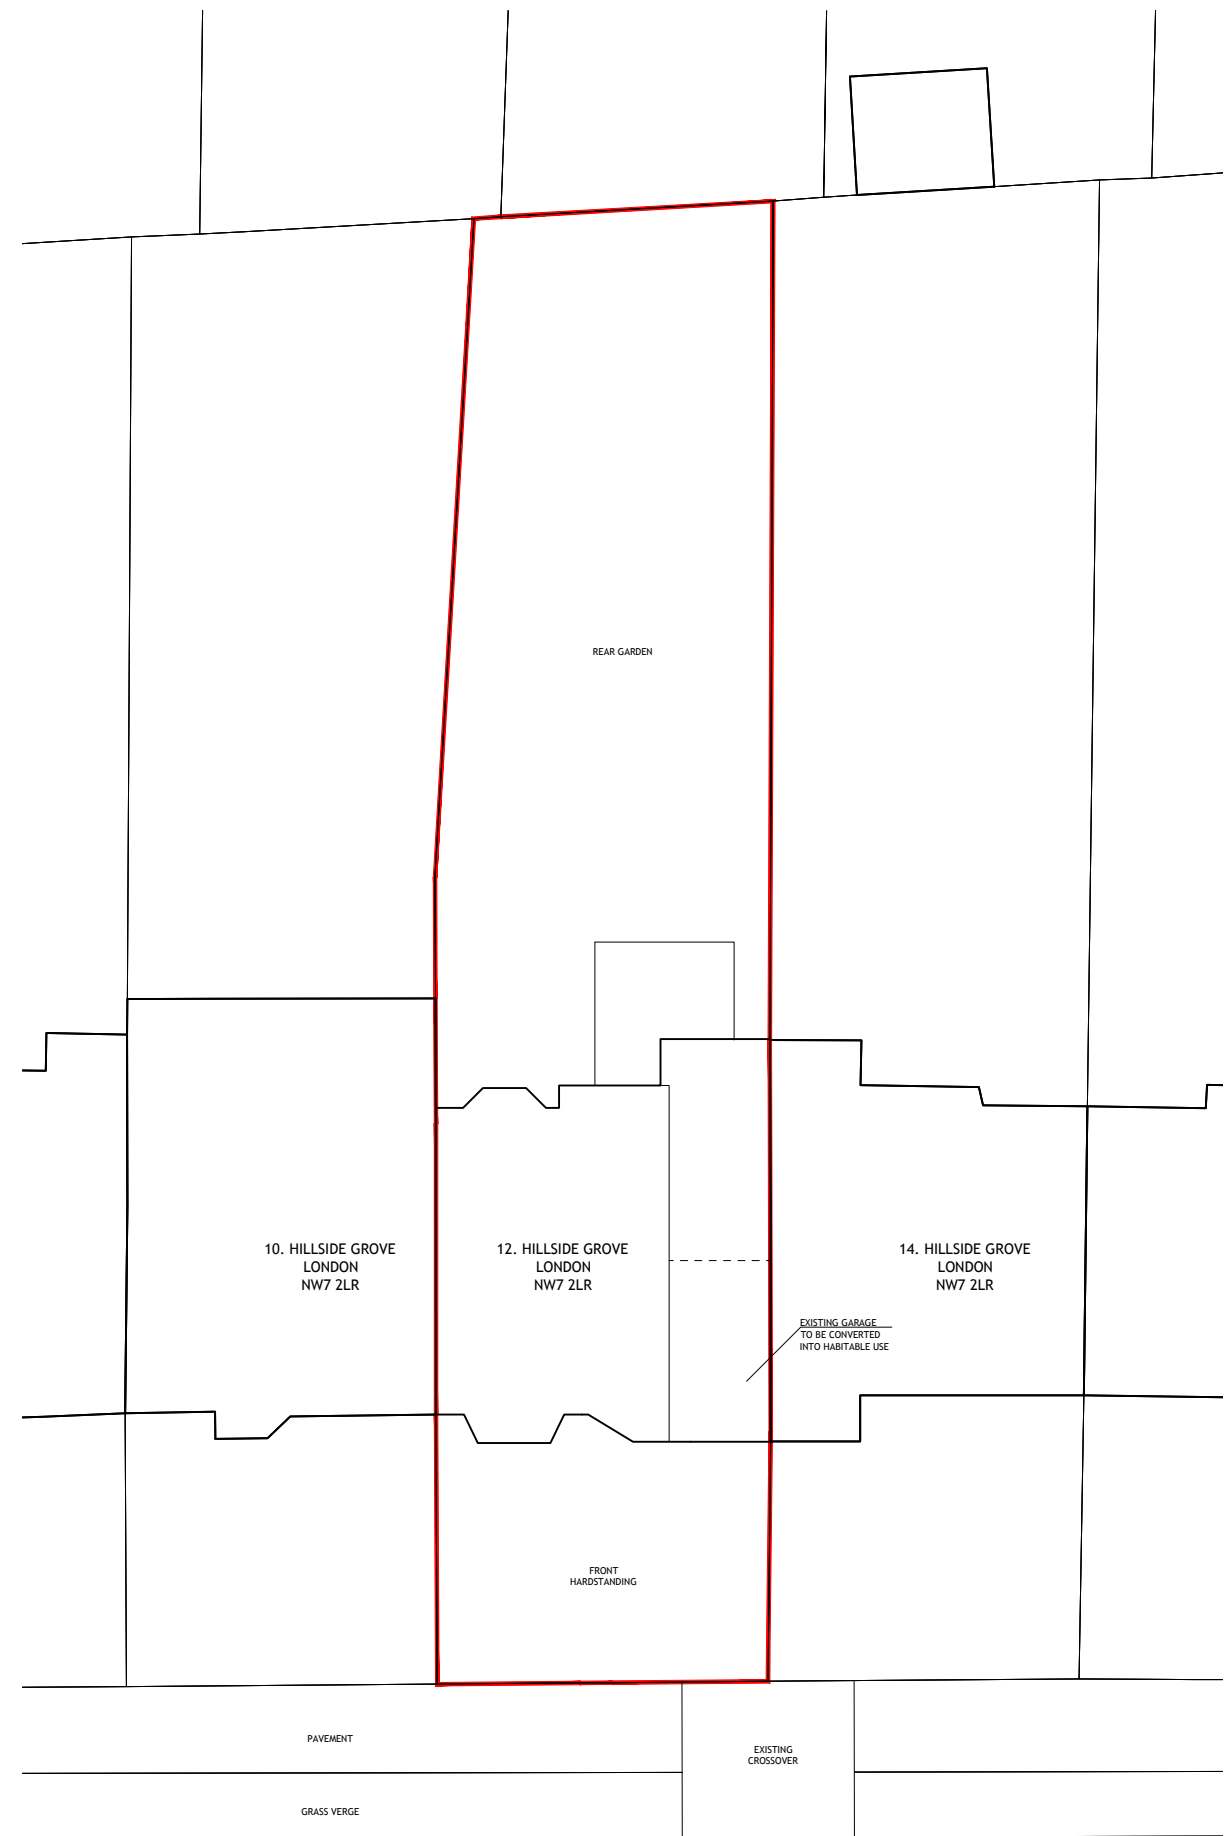 REAR GARDEN
10. HILLSIDE GROVE
LONDON
NW7 2LR
12. HILLSIDE GROVE
LONDON
NW7 2LR
14. HILLSIDE GROVE
LONDON
NW7 2LR
EXISTING GARAGE
TO BE CONVERTED
INTO HABITABLE USE
FRONT
HARDSTANDING
PAVEMENT
EXISTING
CROSSOVER
GRASS VERGE